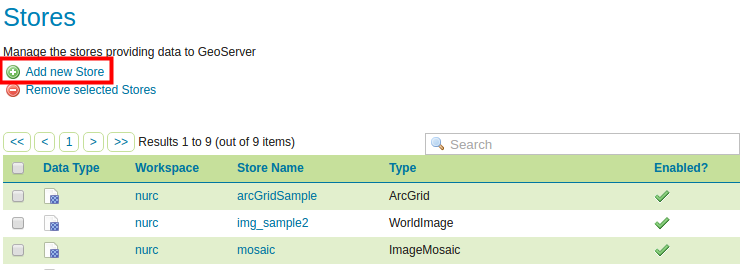 Stores
Manage the stores providing data to GeoServer
Add new Store
Remove selected Stores
<< < 1 > >> Results 1 to 9 (out of 9 items) Search
Data Type Workspace Store Name Type Enabled?
nurc arcGridSample ArcGrid
nurc img_sample2 WorldImage
nurc mosaic ImageMosaic